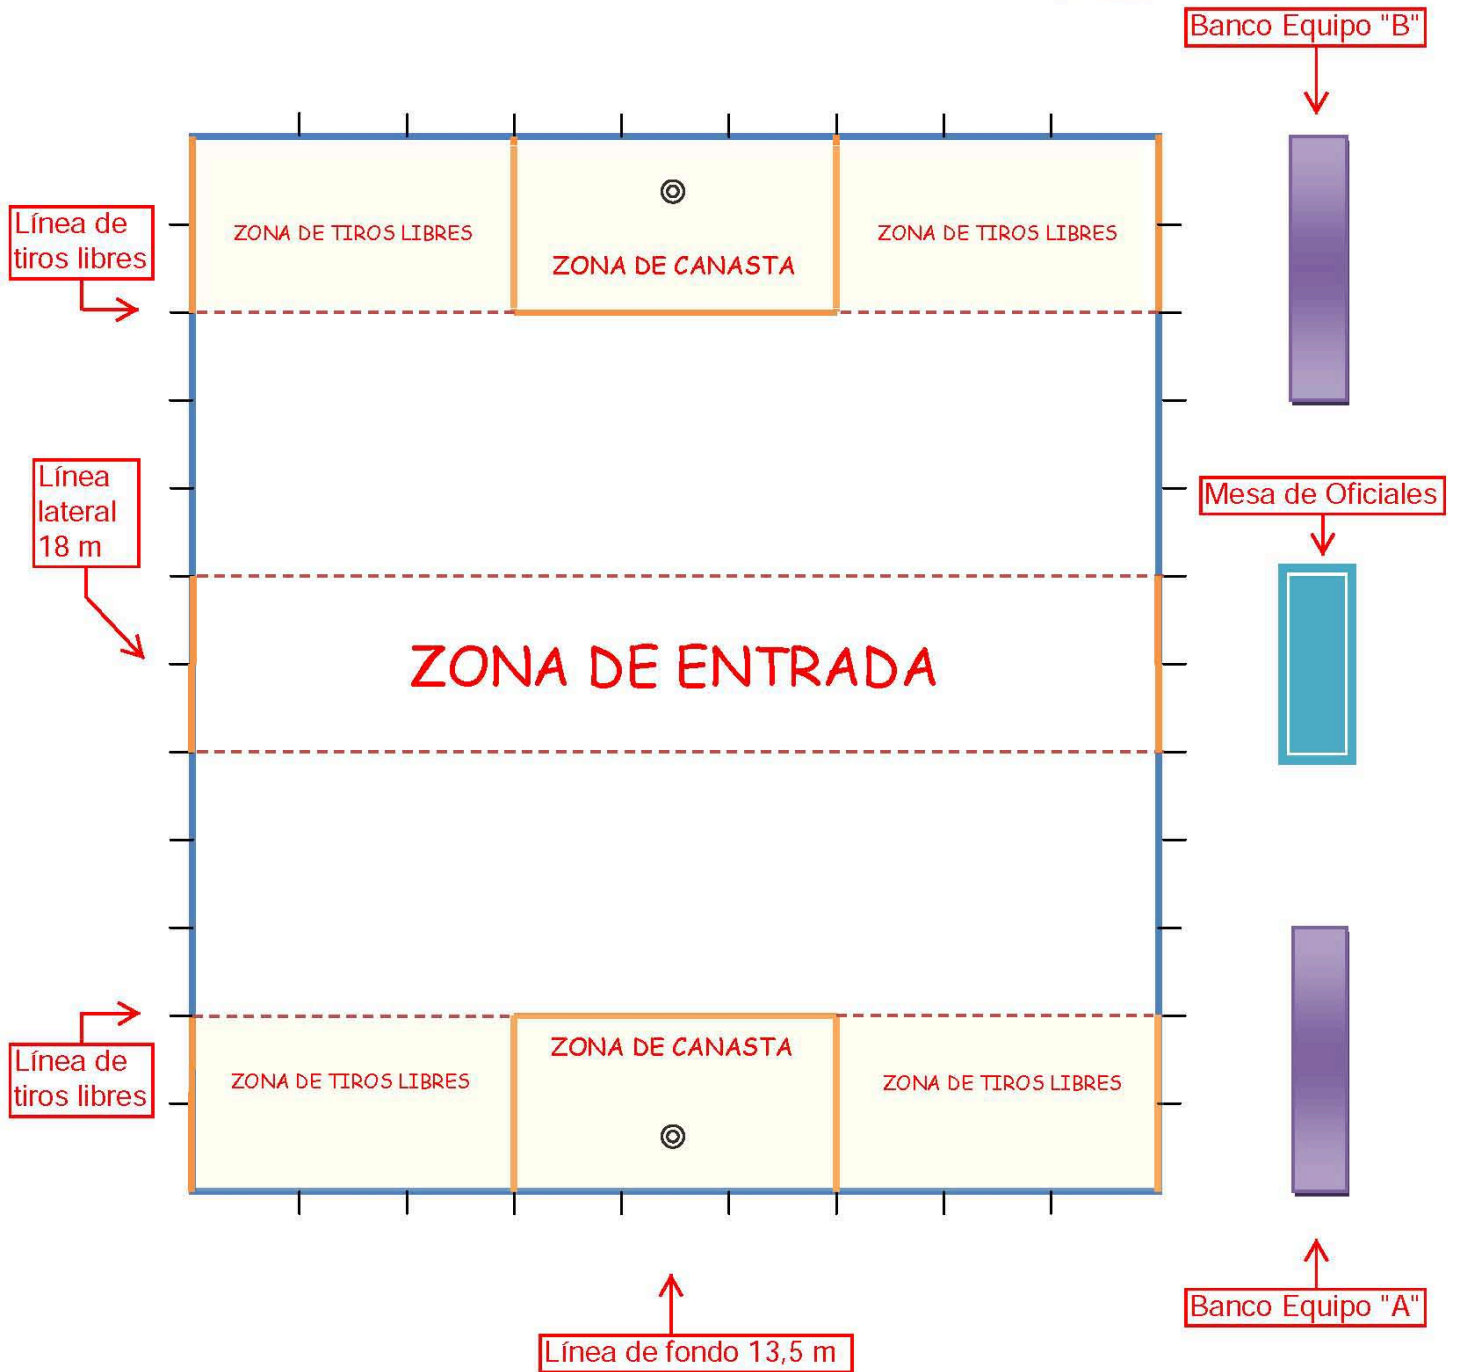 Banco Equipo "B"
Línea de
tiros libres
ZONA DE TIROS LIBRES
ZONA DE CANASTA
ZONA DE TIROS LIBRES
Línea
lateral
18 m
Mesa de Oficiales
ZONA DE ENTRADA
Línea de
tiros libres
ZONA DE TIROS LIBRES
ZONA DE CANASTA
ZONA DE TIROS LIBRES
Banco Equipo "A"
Línea de fondo 13,5 m